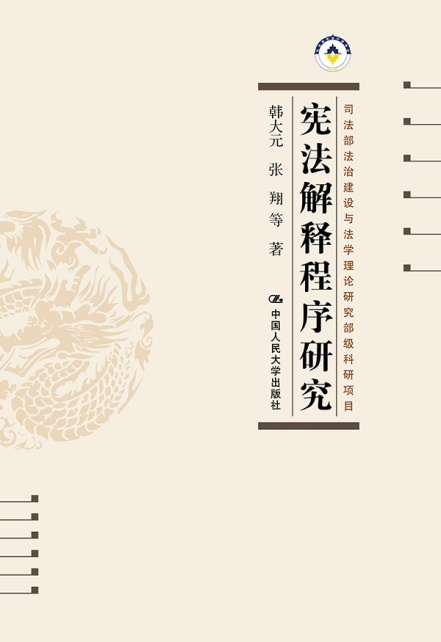 司法部法治建设与法学理论研究部级科研项目
宪法解释程序研究
韩大元 张 翔 等 著
中国人民大学出版社